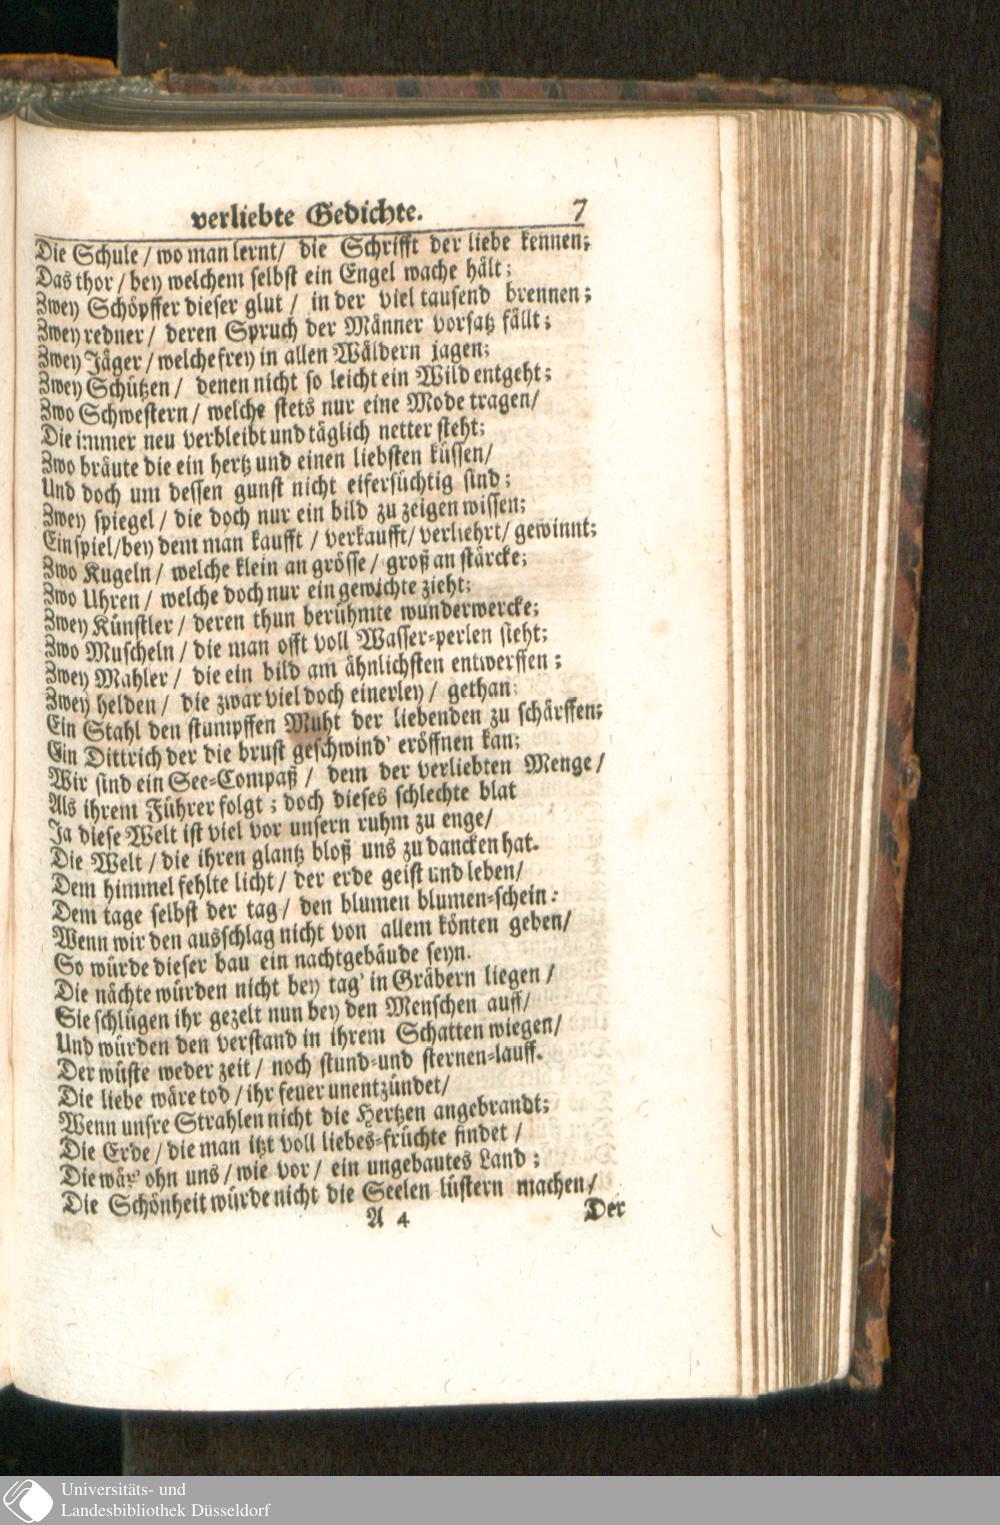 verliebte Gedichte. 7
Die Schule / wo man lernt / die Schrifft der liebe kennen;
Das thor / bey welchem selbst ein Engel wache hält;
Zwey Schöpffer dieser glut / in der viel tausend brennen;
Zwey redner / deren Spruch der Männer vorsatz fällt;
Zwey Jäger / welche frey in allen Wäldern jagen;
Zwey Schützen / denen nicht so leicht ein Wild entgeht;
Zwo Schwestern / welche stets nur eine Mode tragen /
Die immer neu verbleibt und täglich netter steht;
Zwo bräute die ein hertz und einen liebsten küssen /
Und doch um dessen gunst nicht eifersüchtig sind;
Zwey spiegel / die doch nur ein bild zu zeigen wissen;
Ein spiel / bey dem man kaufft / verkaufft / verliehrt / gewinnt;
Zwo Kugeln / welche klein an grösse / groß an stärcke;
Zwo Uhren / welche doch nur ein gewichte zieht;
Zwey Künstler / deren thun berühmte wunderwercke;
Zwo Muscheln / die man offt voll Wasser-perlen sieht;
Zwey Mahler / die ein bild am ähnlichsten entwerffen;
Zwey helden / die zwar viel doch einerley / gethan;
Ein Stahl den stumpffen Muht der liebenden zu schärffen;
Ein Dittrich der die brust geschwind' eröffnen kan;
Wir sind ein See-Compaß / dem der verliebten Menge /
Als ihrem Führer folgt; doch dieses schlechte blat
Ja diese Welt ist viel vor unsern ruhm zu enge /
Die Welt / die ihren glantz bloß uns zu dancken hat.
Dem himmel fehlte licht / der erde geist und leben /
Dem tage selbst der tag / den blumen blumen-schein:
Wenn wir den ausschlag nicht von allem könten geben /
So würde dieser bau ein nachtgebäude seyn.
Die nächte würden nicht bey tag' in Gräbern liegen /
Sie schlügen ihr gezelt nun bey den Menschen auff /
Und würden den verstand in ihrem Schatten wiegen /
Der wüste weder zeit / noch stund-und sternen-lauff.
Die liebe wäre tod / ihr feuer unentzündet /
Wenn unsre Strahlen nicht die Hertzen angebrandt;
Die Erde / die man itzt voll liebes-früchte findet /
Die wär' ohn uns / wie vor / ein ungebautes Land;
Die Schönheit würde nicht die Seelen lüstern machen /
A 4 Der
Universitäts- und
Landesbibliothek Düsseldorf